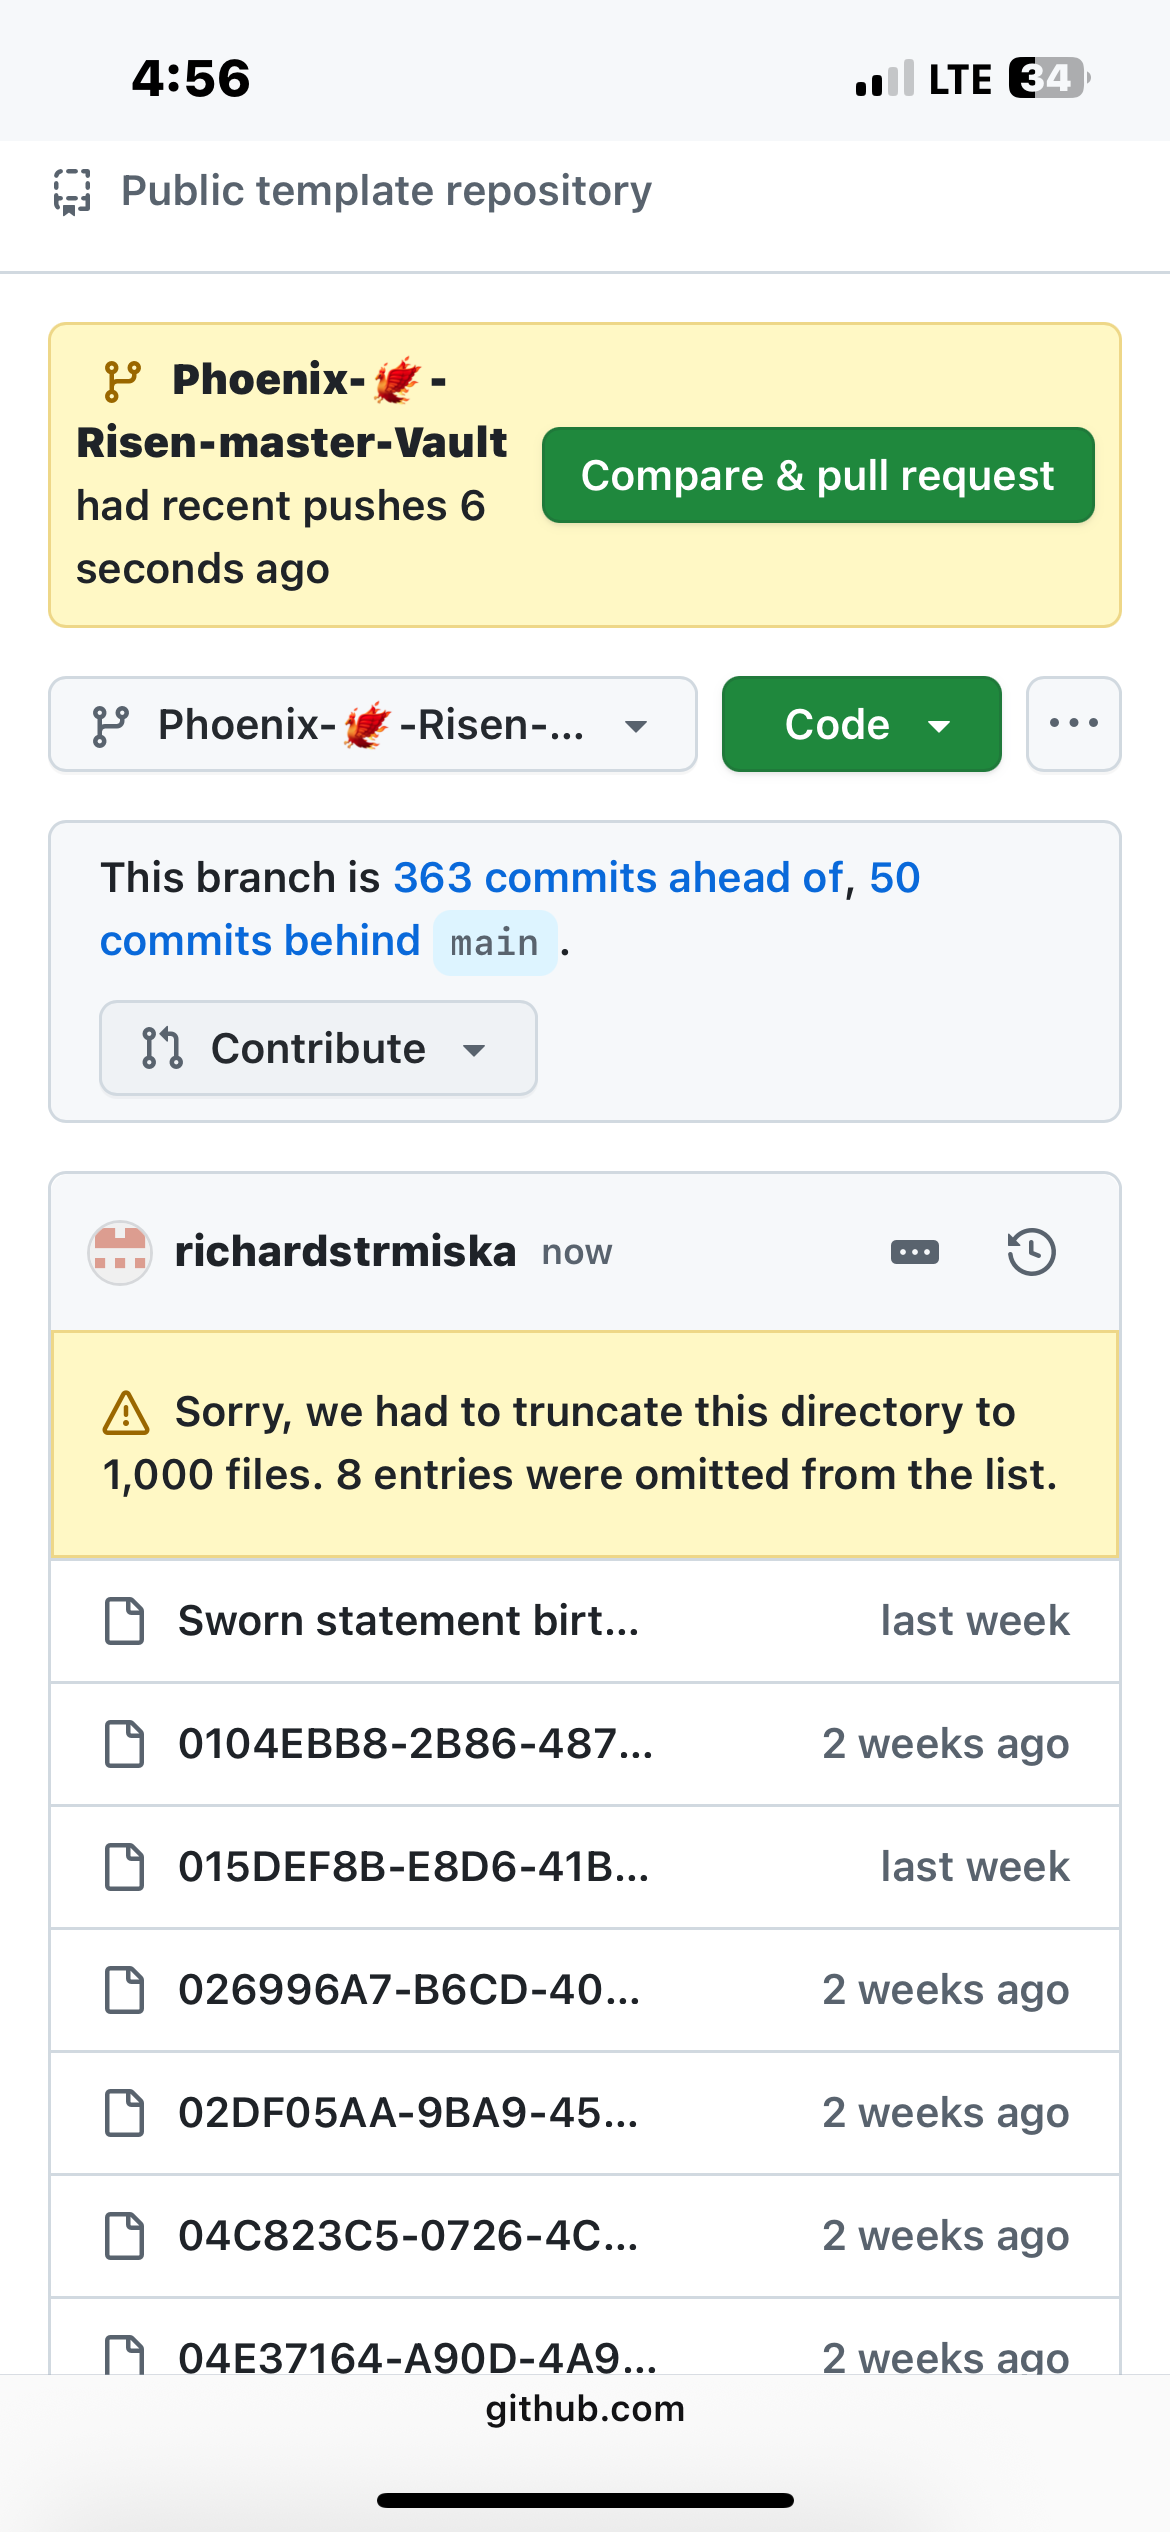 4:56
LTE 34
Public template repository
Phoenix-🐦‍🔥-
Risen-master-Vault
had recent pushes 6
seconds ago
Compare & pull request
Phoenix-🐦‍🔥-Risen-...
Code
This branch is 363 commits ahead of, 50
commits behind main.
Contribute
richardstrmiska now
Sorry, we had to truncate this directory to
1,000 files. 8 entries were omitted from the list.
Sworn statement birt... last week
0104EBB8-2B86-487... 2 weeks ago
015DEF8B-E8D6-41B... last week
026996A7-B6CD-40... 2 weeks ago
02DF05AA-9BA9-45... 2 weeks ago
04C823C5-0726-4C... 2 weeks ago
04E37164-A90D-4A9... 2 weeks ago
github.com